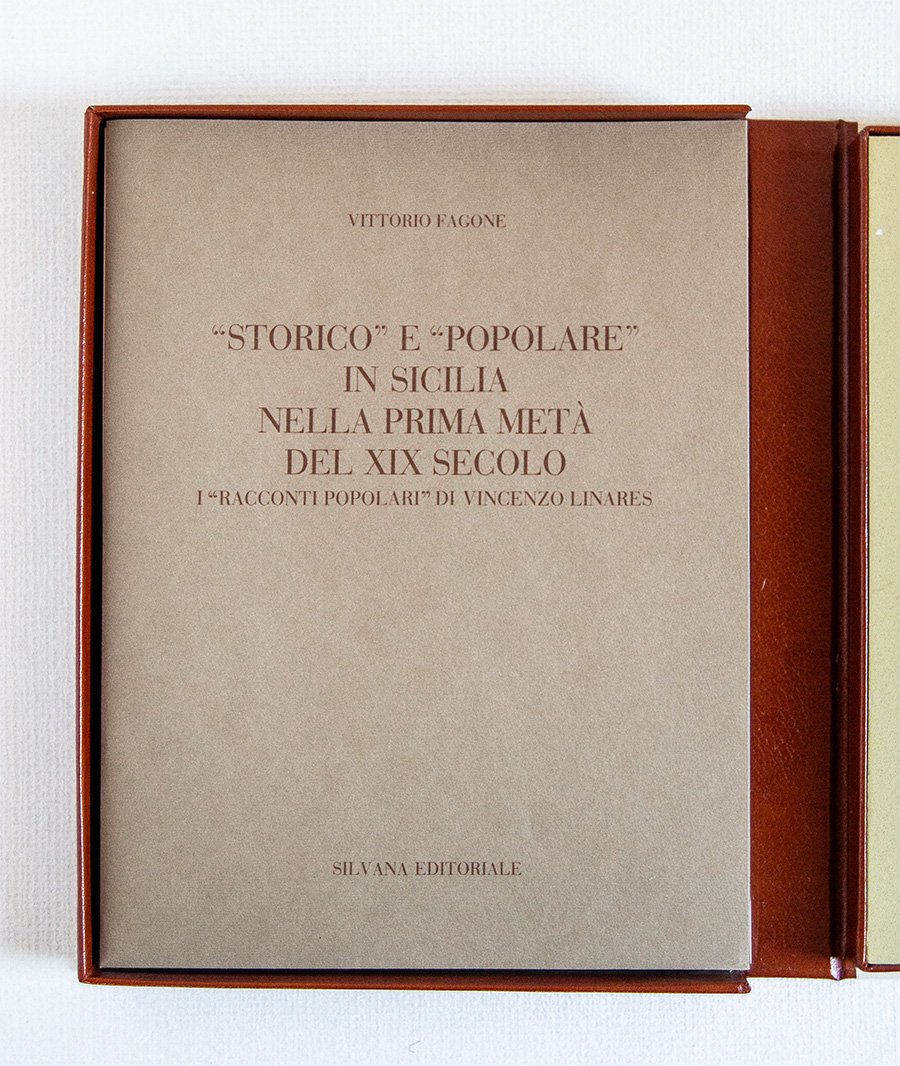 VITTORIO FAGONE
“STORICO” E “POPOLARE”
IN SICILIA
NELLA PRIMA METÀ
DEL XIX SECOLO
I “RACCONTI POPOLARI” DI VINCENZO LINARES
SILVANA EDITORIALE